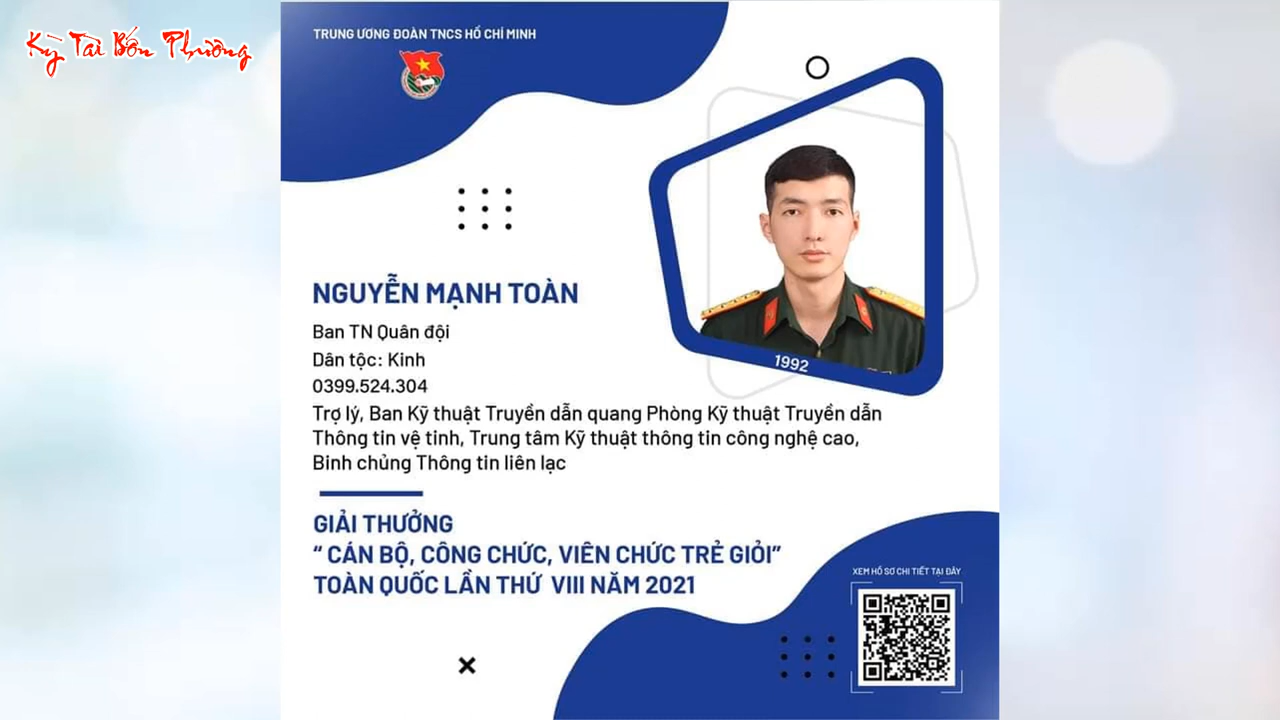 Kỳ Tài Bốn Phương
TRUNG ƯƠNG ĐOÀN TNCS HỒ CHÍ MINH
1992
NGUYỄN MẠNH TOÀN
Ban TN Quân đội
Dân tộc: Kinh
0399.524.304
Trợ lý, Ban Kỹ thuật Truyền dẫn quang Phòng Kỹ thuật Truyền dẫn
Thông tin vệ tinh, Trung tâm Kỹ thuật thông tin công nghệ cao,
Binh chủng Thông tin liên lạc
GIẢI THƯỞNG
“ CÁN BỘ, CÔNG CHỨC, VIÊN CHỨC TRẺ GIỎI”
TOÀN QUỐC LẦN THỨ VIII NĂM 2021
XEM HỒ SƠ CHI TIẾT TẠI ĐÂY